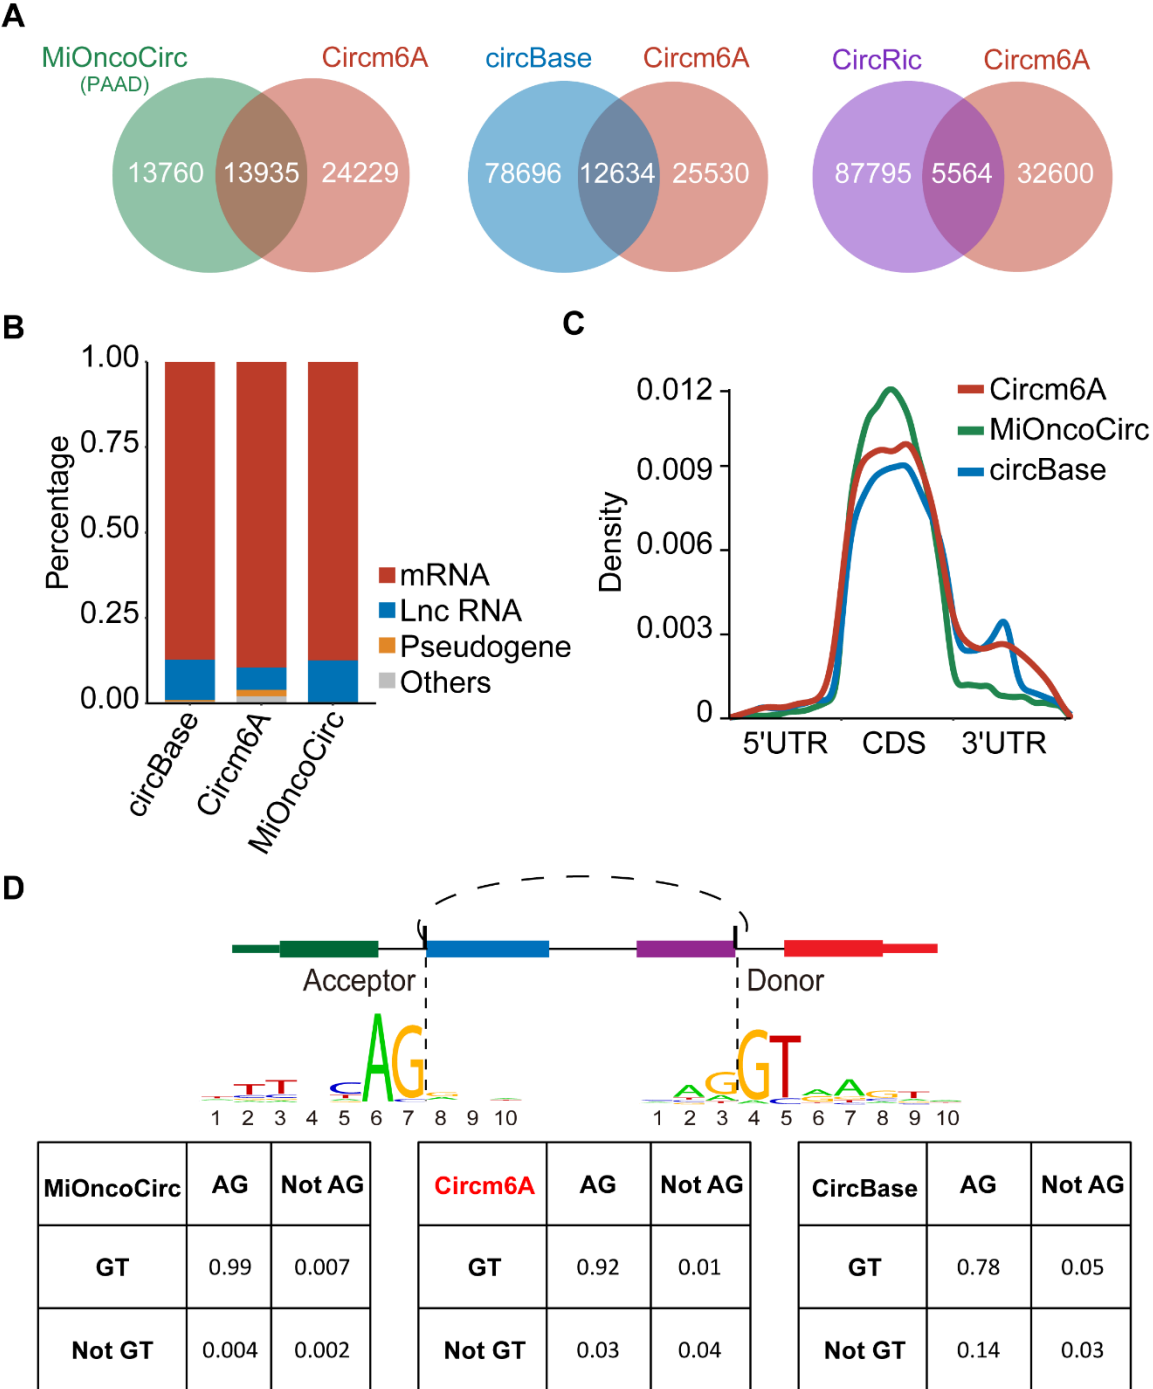 A
MiOncoCirc
(PAAD)
Circm6A
13760 13935 24229
circBase Circm6A
78696 12634 25530
CircRic Circm6A
87795 5564 32600
B
Percentage
1.00
0.75
0.50
0.25
0.00
circBase
Circm6A
MiOncoCirc
mRNA
Lnc RNA
Pseudogene
Others
C
Density
0.012
0.009
0.006
0.003
0
5'UTR CDS 3'UTR
Circm6A
MiOncoCirc
circBase
D
Acceptor Donor
T T C A G
A G G T A A G T
1 2 3 4 5 6 7 8 9 10
1 2 3 4 5 6 7 8 9 10
MiOncoCirc AG Not AG
GT 0.99 0.007
Not GT 0.004 0.002
Circm6A AG Not AG
GT 0.92 0.01
Not GT 0.03 0.04
CircBase AG Not AG
GT 0.78 0.05
Not GT 0.14 0.03